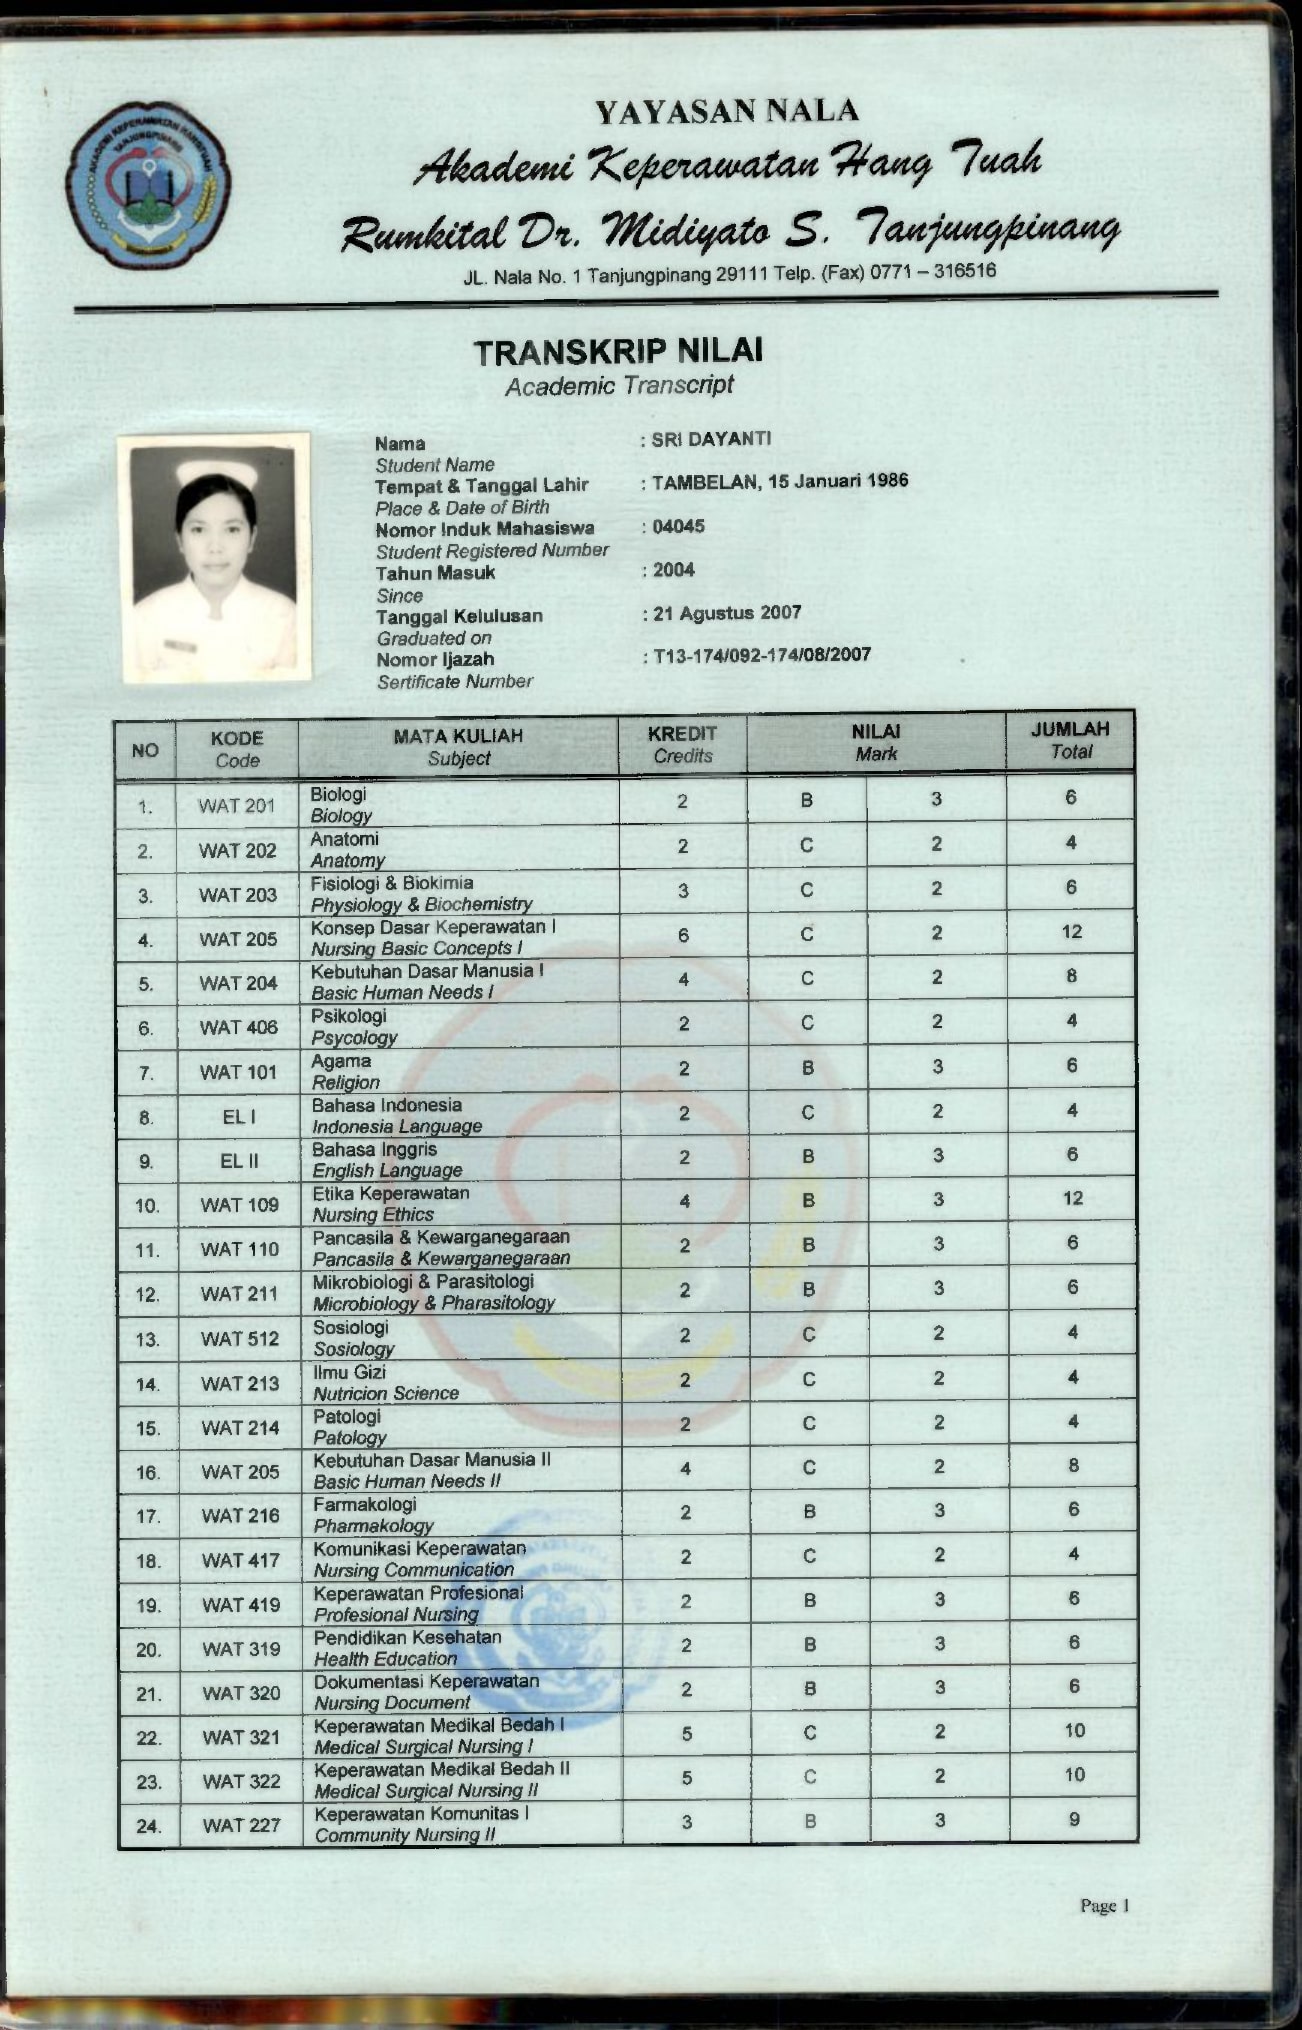 YAYASAN NALA
Akademi Keperawatan Hang Tuah
Rumkital Dr. Midiyato S. Tanjungpinang
JL. Nala No. 1 Tanjungpinang 29111 Telp. (Fax) 0771 – 316516
TRANSKRIP NILAI
Academic Transcript
Nama : SRI DAYANTI
Student Name
Tempat & Tanggal Lahir : TAMBELAN, 15 Januari 1986
Place & Date of Birth
Nomor Induk Mahasiswa : 04045
Student Registered Number
Tahun Masuk : 2004
Since
Tanggal Kelulusan : 21 Agustus 2007
Graduated on
Nomor Ijazah : T13-174/092-174/08/2007
Sertificate Number
NO KODE MATA KULIAH KREDIT NILAI JUMLAH
Code Subject Credits Mark Total
1. WAT 201 Biologi 2 B 3 6
Biology
2. WAT 202 Anatomi 2 C 2 4
Anatomy
3. WAT 203 Fisiologi & Biokimia 3 C 2 6
Physiology & Biochemistry
4. WAT 205 Konsep Dasar Keperawatan I 6 C 2 12
Nursing Basic Concepts I
5. WAT 204 Kebutuhan Dasar Manusia I 4 C 2 8
Basic Human Needs I
6. WAT 406 Psikologi 2 C 2 4
Psycology
7. WAT 101 Agama 2 B 3 6
Religion
8. EL I Bahasa Indonesia 2 C 2 4
Indonesia Language
9. EL II Bahasa Inggris 2 B 3 6
English Language
10. WAT 109 Etika Keperawatan 4 B 3 12
Nursing Ethics
11. WAT 110 Pancasila & Kewarganegaraan 2 B 3 6
Pancasila & Kewarganegaraan
12. WAT 211 Mikrobiologi & Parasitologi 2 B 3 6
Microbiology & Pharasitology
13. WAT 512 Sosiologi 2 C 2 4
Sosiology
14. WAT 213 Ilmu Gizi 2 C 2 4
Nutricion Science
15. WAT 214 Patologi 2 C 2 4
Patology
16. WAT 205 Kebutuhan Dasar Manusia II 4 C 2 8
Basic Human Needs II
17. WAT 216 Farmakologi 2 B 3 6
Pharmakology
18. WAT 417 Komunikasi Keperawatan 2 C 2 4
Nursing Communication
19. WAT 419 Keperawatan Profesional 2 B 3 6
Profesional Nursing
20. WAT 319 Pendidikan Kesehatan 2 B 3 6
Health Education
21. WAT 320 Dokumentasi Keperawatan 2 B 3 6
Nursing Document
22. WAT 321 Keperawatan Medikal Bedah I 5 C 2 10
Medical Surgical Nursing I
23. WAT 322 Keperawatan Medikal Bedah II 5 C 2 10
Medical Surgical Nursing II
24. WAT 227 Keperawatan Komunitas I 3 B 3 9
Community Nursing II
Page 1